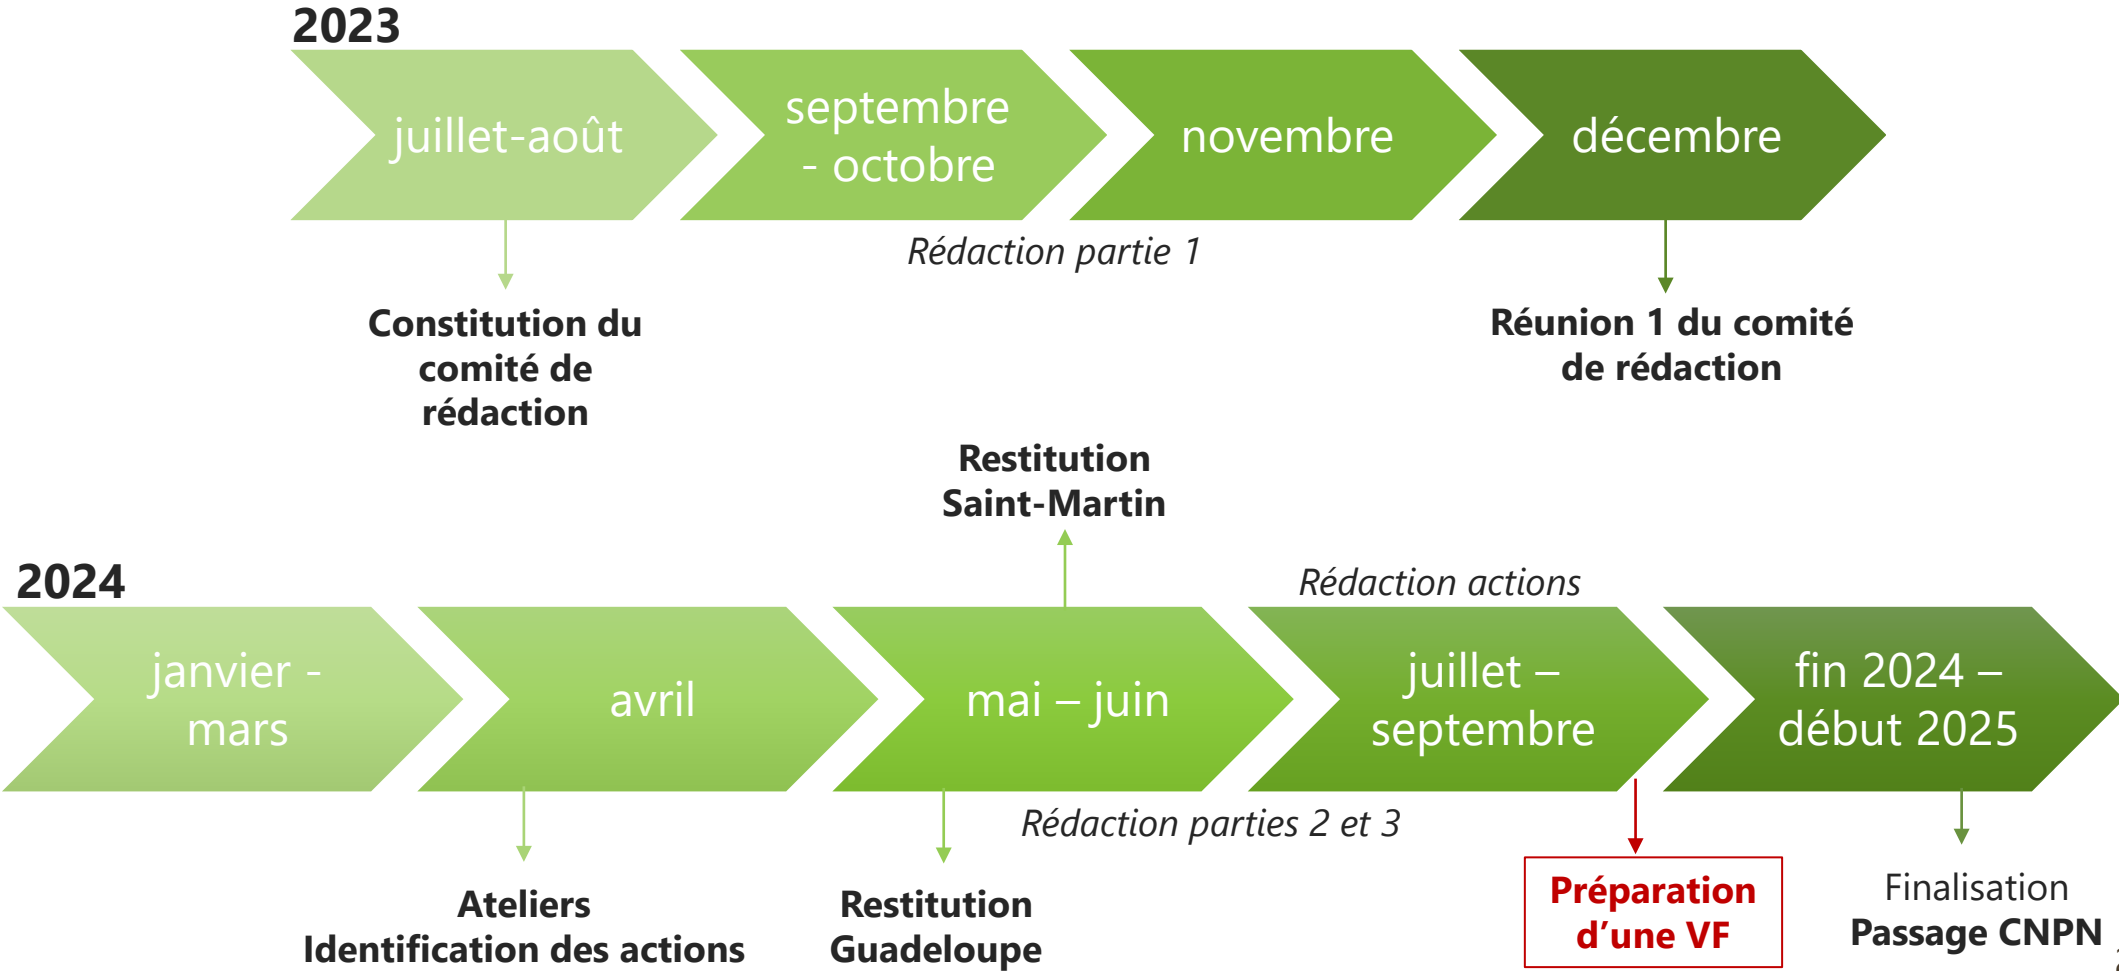 2023
juillet-août
septembre
- octobre
novembre
décembre
Rédaction partie 1
Constitution du
comité de
rédaction
Réunion 1 du comité
de rédaction
Restitution
Saint-Martin
2024
Rédaction actions
janvier -
mars
avril
mai – juin
juillet –
septembre
fin 2024 –
début 2025
Rédaction parties 2 et 3
Ateliers
Identification des actions
Restitution
Guadeloupe
Préparation
d’une VF
Finalisation
Passage CNPN